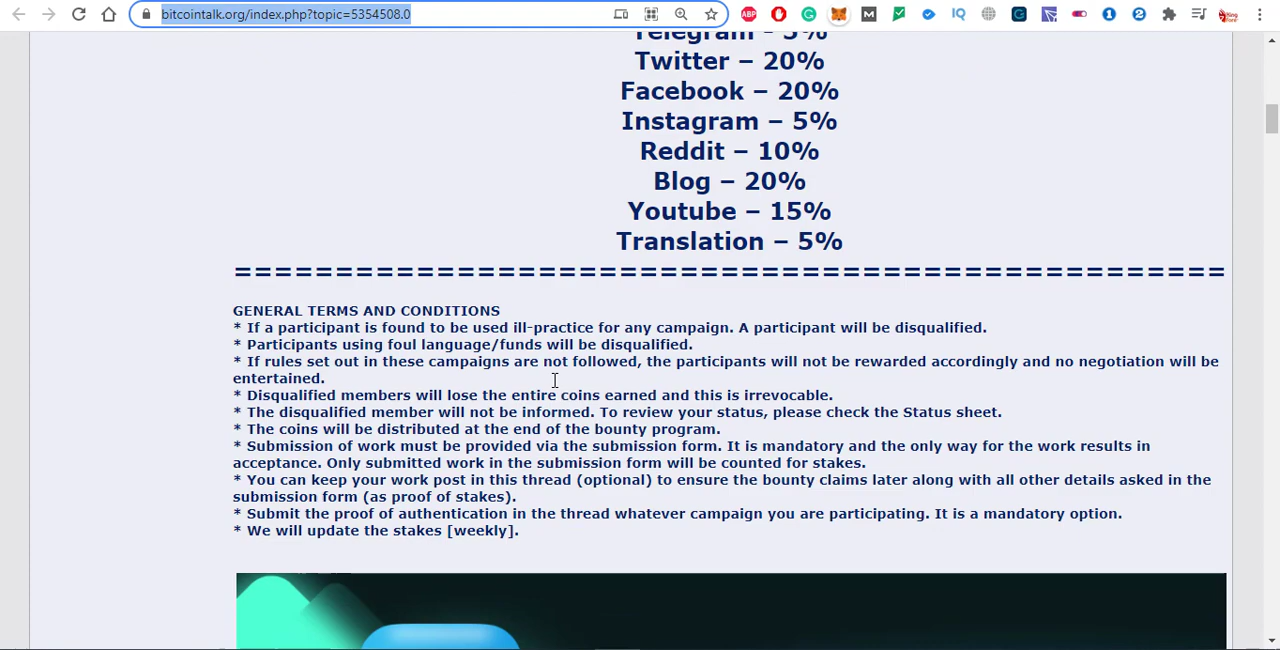 bitcointalk.org/index.php?topic=5354508.0
Telegram - 5%
Twitter – 20%
Facebook – 20%
Instagram – 5%
Reddit – 10%
Blog – 20%
Youtube – 15%
Translation – 5%
=============================================
GENERAL TERMS AND CONDITIONS
* If a participant is found to be used ill-practice for any campaign. A participant will be disqualified.
* Participants using foul language/funds will be disqualified.
* If rules set out in these campaigns are not followed, the participants will not be rewarded accordingly and no negotiation will be
entertained.
* Disqualified members will lose the entire coins earned and this is irrevocable.
* The disqualified member will not be informed. To review your status, please check the Status sheet.
* The coins will be distributed at the end of the bounty program.
* Submission of work must be provided via the submission form. It is mandatory and the only way for the work results in
acceptance. Only submitted work in the submission form will be counted for stakes.
* You can keep your work post in this thread (optional) to ensure the bounty claims later along with all other details asked in the
submission form (as proof of stakes).
* Submit the proof of authentication in the thread whatever campaign you are participating. It is a mandatory option.
* We will update the stakes [weekly].